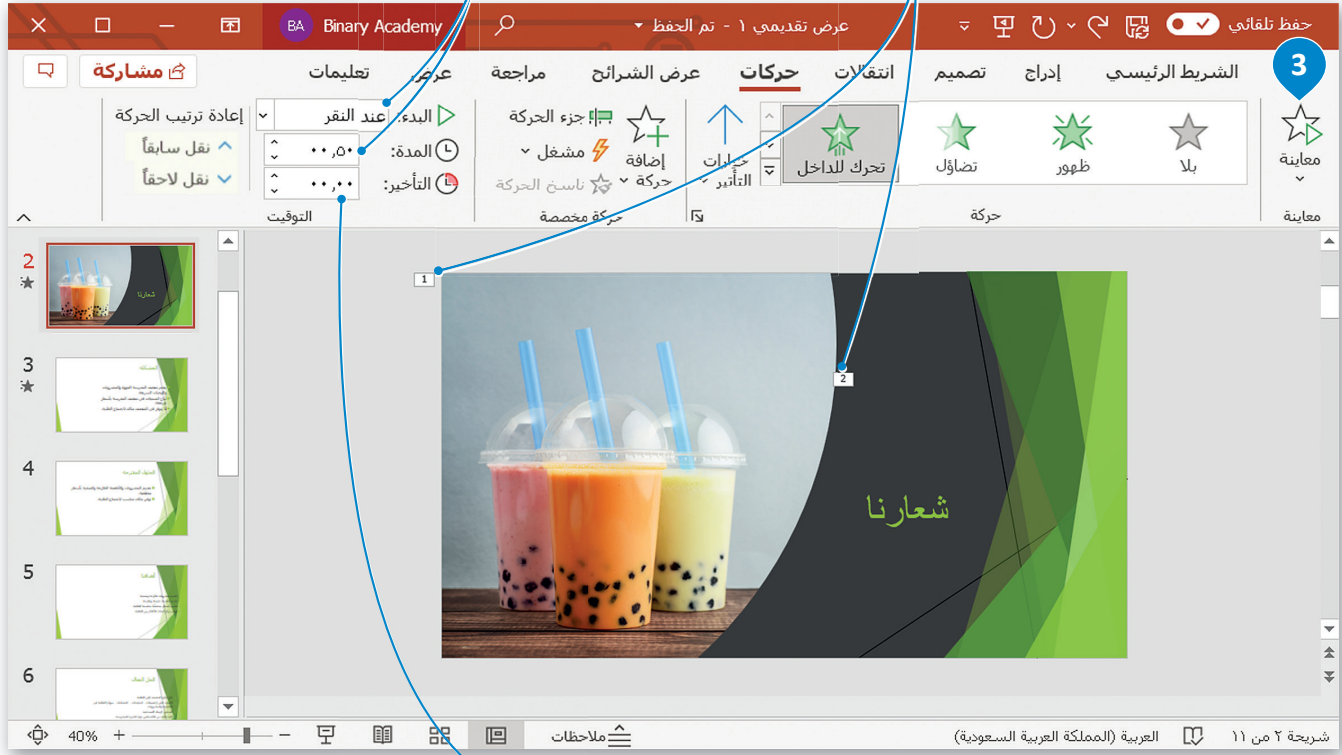 حفظ تلقائي
عرض تقديمي ١ - تم الحفظ
Binary Academy
BA
3
الشريط الرئيسي
إدراج
تصميم
انتقالات
حركات
عرض الشرائح
مراجعة
عرض
تعليمات
مشاركة
معاينة
بلا
ظهور
تضاؤل
تحرك للداخل
خيارات
التأثير
إضافة
حركة
جزء الحركة
مشغل
ناسخ الحركة
البدء: عند النقر
المدة: ٠٠,٥٠
التأخير: ٠٠,٠٠
إعادة ترتيب الحركة
نقل سابقاً
نقل لاحقاً
معاينة
حركة
حركة مخصصة
التوقيت
2
شعارنا
3
المشكلة
4
الحلول المقترحة
5
6
1
2
شعارنا
شريحة ٢ من ١١
العربية (المملكة العربية السعودية)
ملاحظات
40%